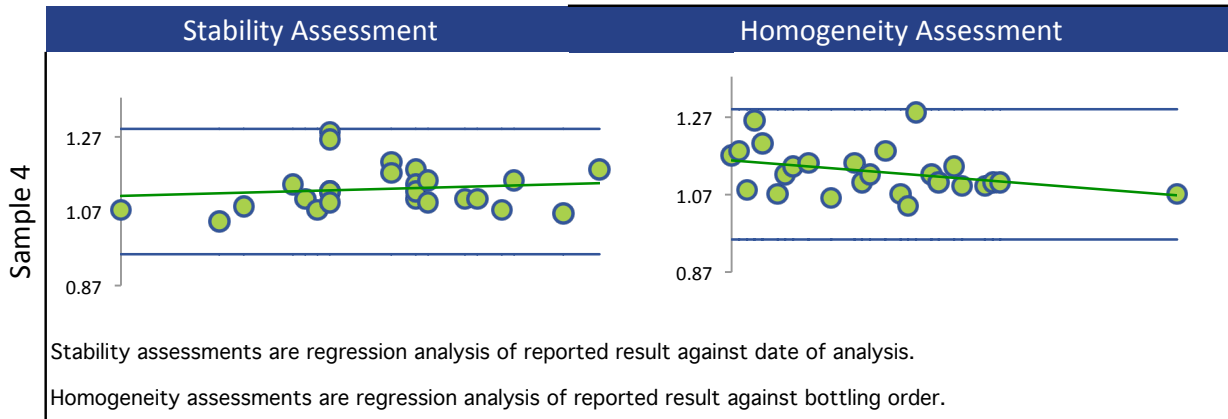 Stability Assessment
Homogeneity Assessment
Sample 4
1.27
1.07
0.87
1.27
1.07
0.87
Stability assessments are regression analysis of reported result against date of analysis.
Homogeneity assessments are regression analysis of reported result against bottling order.